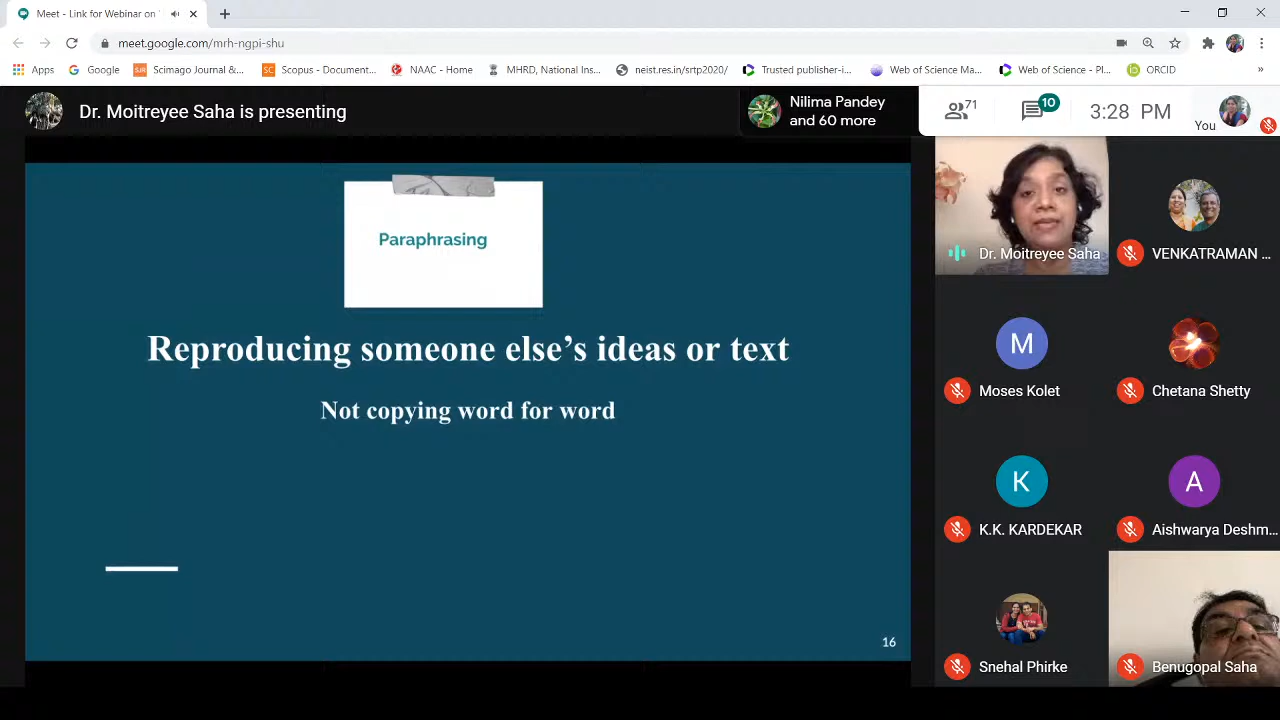 Meet - Link for Webinar on
meet.google.com/mrh-ngpi-shu
Apps
Google
SJR
Scimago Journal &...
SC
Scopus - Document...
NAAC - Home
MHRD, National Ins...
neist.res.in/srtp2020/
Trusted publisher-i...
Web of Science Ma...
Web of Science - Pl...
iD
ORCID
»
Dr. Moitreyee Saha is presenting
Nilima Pandey
and 60 more
71
10
3:28 PM
You
Paraphrasing
Reproducing someone else’s ideas or text
Not copying word for word
16
Dr. Moitreyee Saha
VENKATRAMAN ...
M
Moses Kolet
Chetana Shetty
K
K.K. KARDEKAR
A
Aishwarya Deshm...
Snehal Phirke
Benugopal Saha